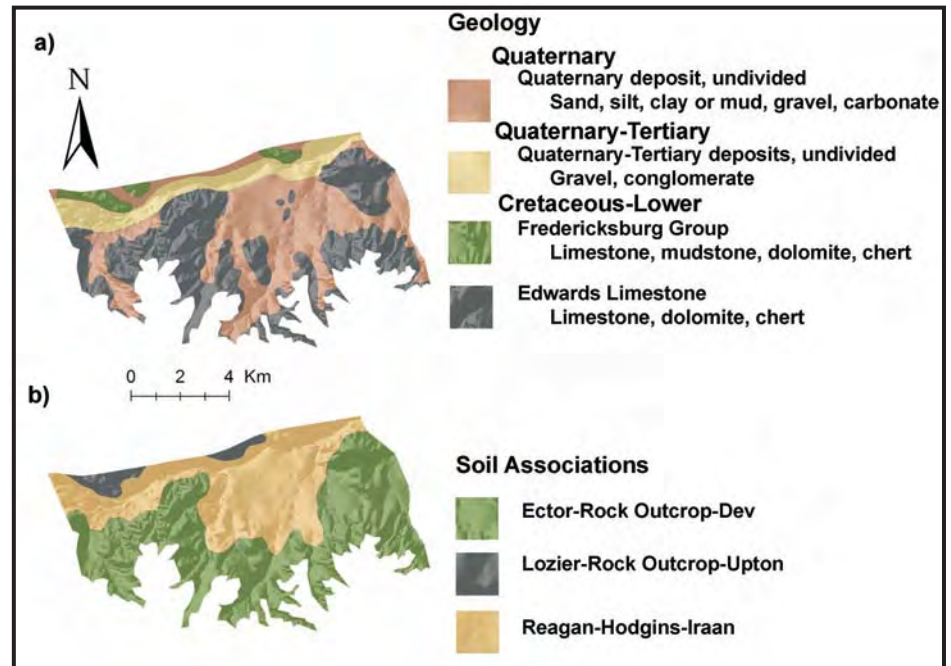 a)
N
Geology
Quaternary
Quaternary deposit, undivided
Sand, silt, clay or mud, gravel, carbonate
Quaternary-Tertiary
Quaternary-Tertiary deposits, undivided
Gravel, conglomerate
Cretaceous-Lower
Fredericksburg Group
Limestone, mudstone, dolomite, chert
Edwards Limestone
Limestone, dolomite, chert
0 2 4 Km
b)
Soil Associations
Ector-Rock Outcrop-Dev
Lozier-Rock Outcrop-Upton
Reagan-Hodgins-Iraan